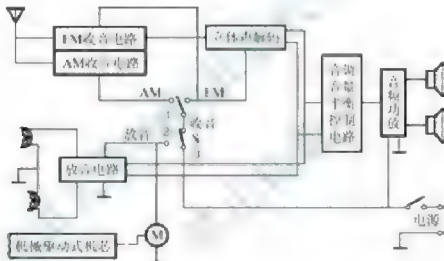 FM收音电路
AM收音电路
立体声解码
AM
FM
1
2
3
收音
S
放音
放音电路
音调
音量
平衡
控制
电路
音频功放
电源
M
机械驱动式机芯